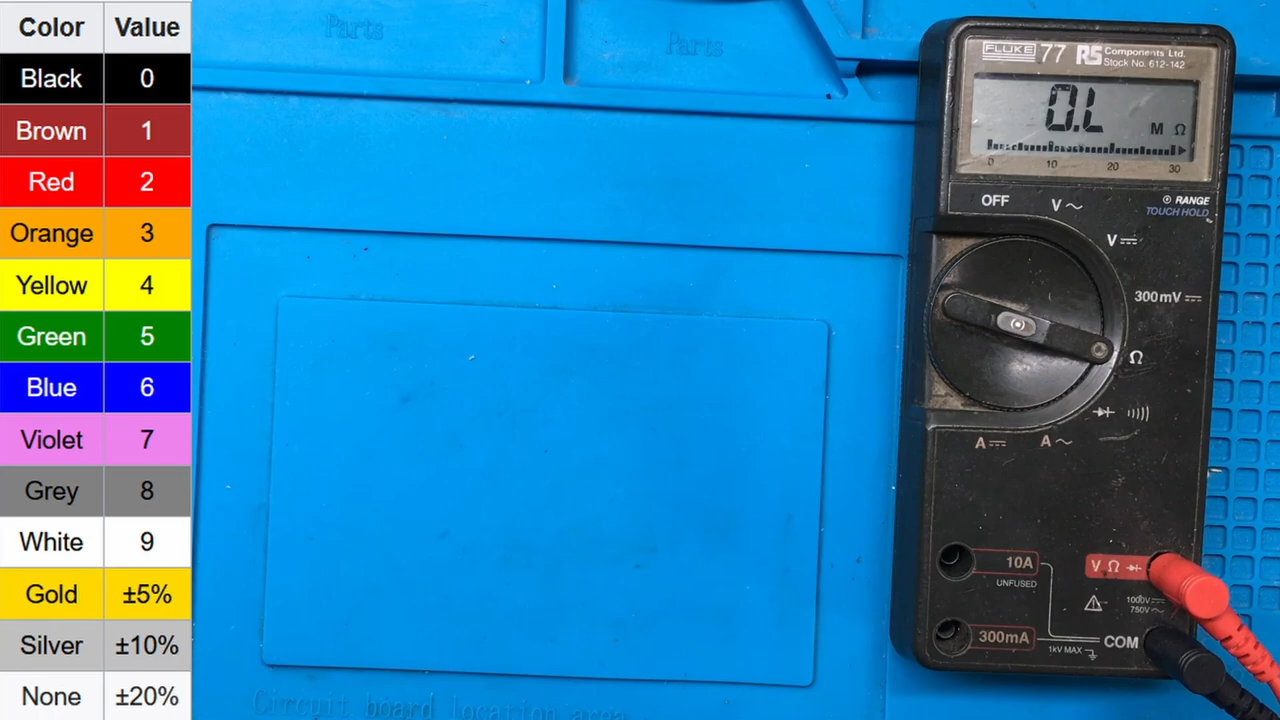 Color Value
Black 0
Brown 1
Red 2
Orange 3
Yellow 4
Green 5
Blue 6
Violet 7
Grey 8
White 9
Gold ±5%
Silver ±10%
None ±20%
Parts
Parts
Circuit board location area
FLUKE 77 RS Components Ltd.
Stock No. 612-142
O.L MΩ
0 10 20 30
OFF V~
RANGE
TOUCH HOLD
V⎓
300mV⎓
Ω
A⎓ A~
10A
UNFUSED
VΩ
1000V⎓
750V~
300mA
1kV MAX
COM